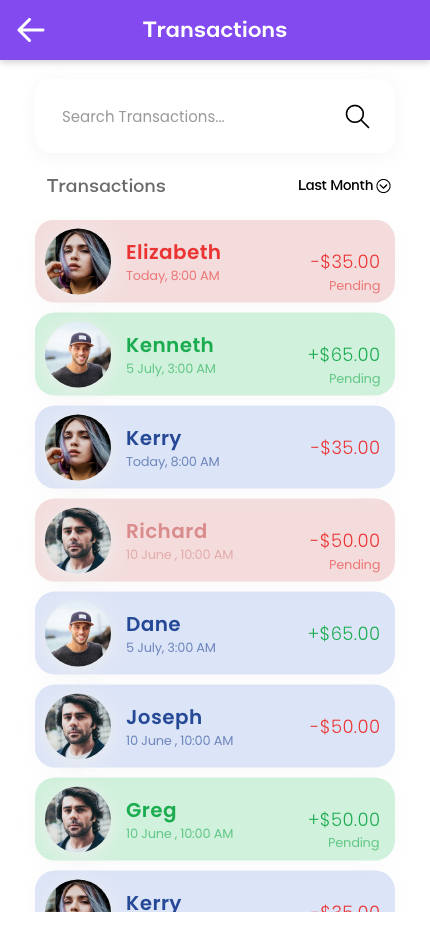 Transactions
Search Transactions...
Transactions
Last Month
Elizabeth
-$35.00
Today, 8:00 AM
Pending
Kenneth
+$65.00
5 July, 3:00 AM
Pending
Kerry
-$35.00
Today, 8:00 AM
Richard
-$50.00
10 June , 10:00 AM
Pending
Dane
+$65.00
5 July, 3:00 AM
Joseph
-$50.00
10 June , 10:00 AM
Greg
+$50.00
10 June , 10:00 AM
Pending
Kerry
-$35.00